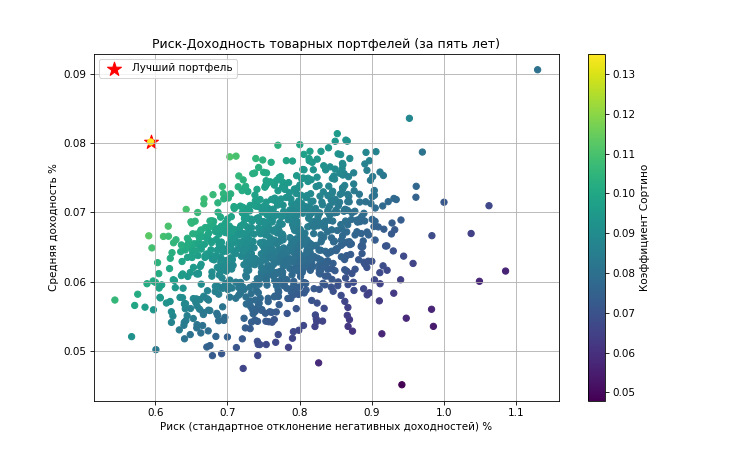 Риск-Доходность товарных портфелей (за пять лет)
Лучший портфель
Средняя доходность %
0.09
0.08
0.07
0.06
0.05
0.6 0.7 0.8 0.9 1.0 1.1
Риск (стандартное отклонение негативных доходностей) %
0.13
0.12
0.11
0.10
0.09
0.08
0.07
0.06
0.05
Коэффициент Сортино